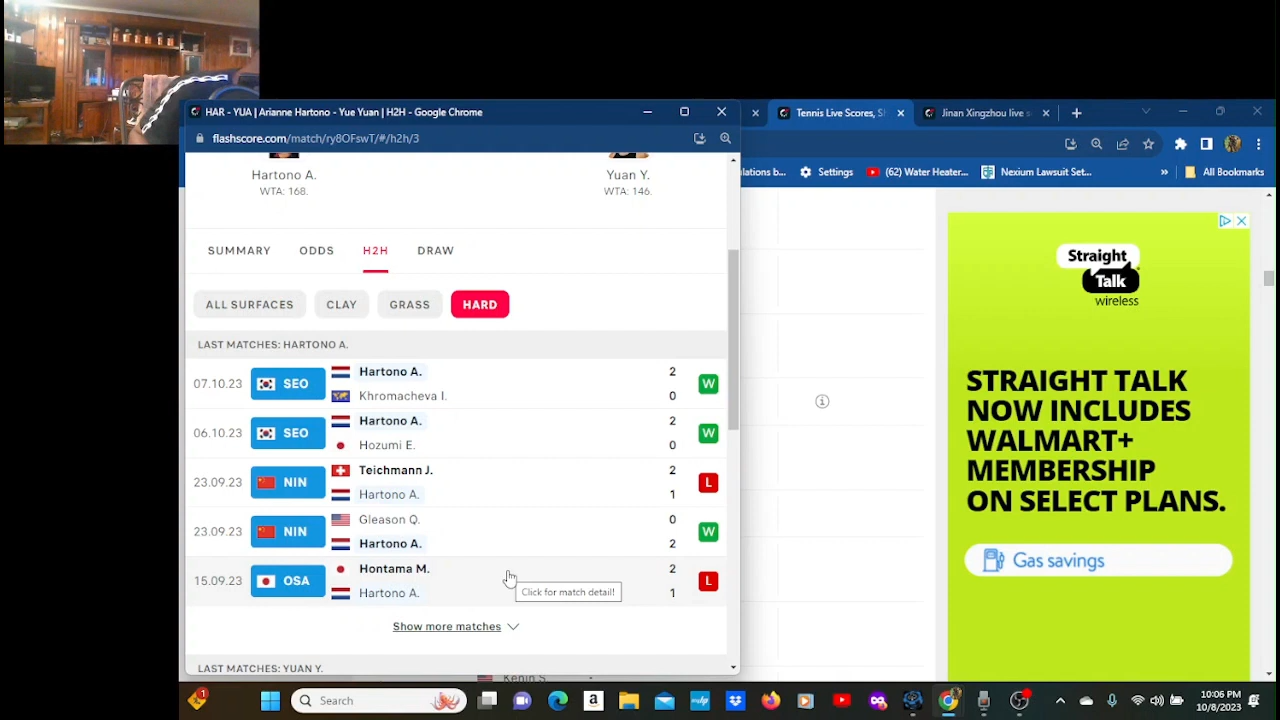 HAR - YUA | Arianne Hartono - Yue Yuan | H2H - Google Chrome
Tennis Live Scores, S
Jinan Xingzhou live s
flashscore.com/match/ry8OFswT/#/h2h/3
lations b...
Settings
(62) Water Heater...
Nexium Lawsuit Set...
»
All Bookmarks
Hartono A.
WTA: 168.
Yuan Y.
WTA: 146.
SUMMARY
ODDS
H2H
DRAW
ALL SURFACES
CLAY
GRASS
HARD
LAST MATCHES: HARTONO A.
07.10.23 SEO Hartono A. 2 W
Khromacheva I. 0
06.10.23 SEO Hartono A. 2 W
Hozumi E. 0
23.09.23 NIN Teichmann J. 2 L
Hartono A. 1
23.09.23 NIN Gleason Q. 0 W
Hartono A. 2
15.09.23 OSA Hontama M. 2 L
Hartono A. 1
Click for match detail!
Show more matches
LAST MATCHES: YUAN Y.
Kenin S.
Straight
Talk
wireless
STRAIGHT TALK
NOW INCLUDES
WALMART+
MEMBERSHIP
ON SELECT PLANS.
Gas savings
1
Search
a
10:06 PM
10/8/2023